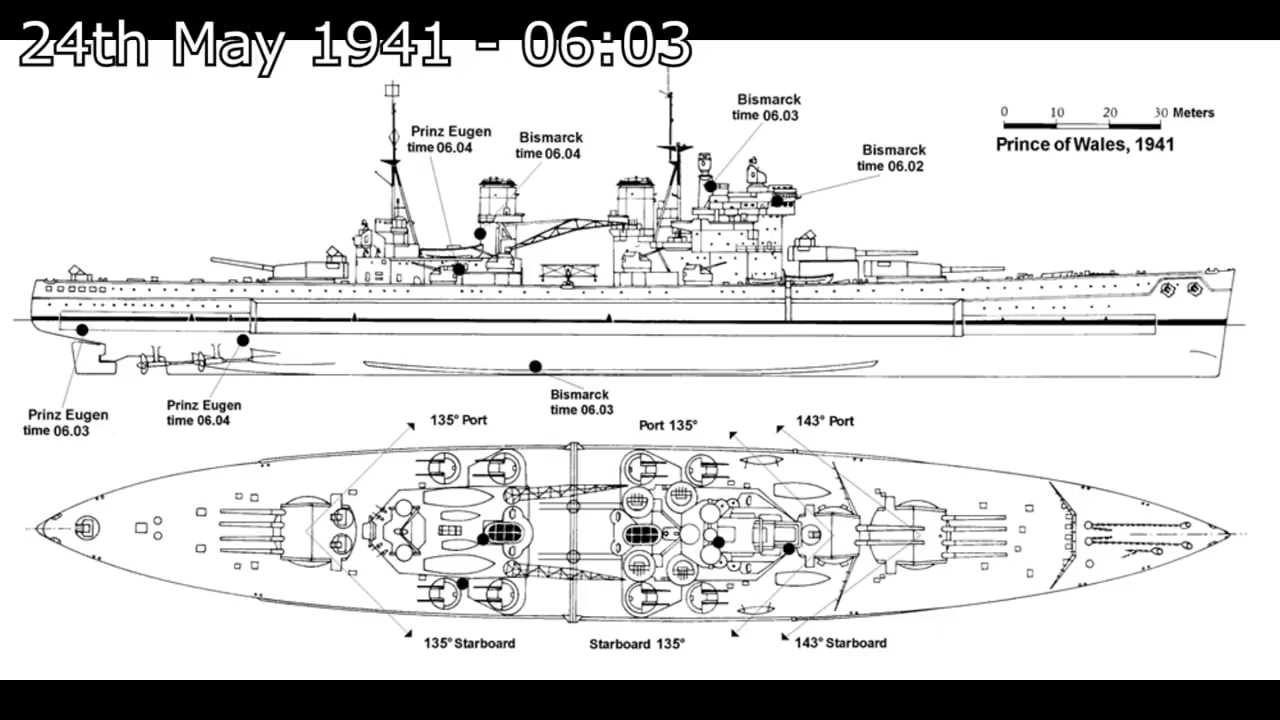 24th May 1941 - 06:03
Bismarck
time 06.03
0 10 20 30 Meters
Prince of Wales, 1941
Prinz Eugen
time 06.04
Bismarck
time 06.04
Bismarck
time 06.02
Prinz Eugen
time 06.03
Prinz Eugen
time 06.04
Bismarck
time 06.03
135° Port
Port 135°
143° Port
135° Starboard
Starboard 135°
143° Starboard